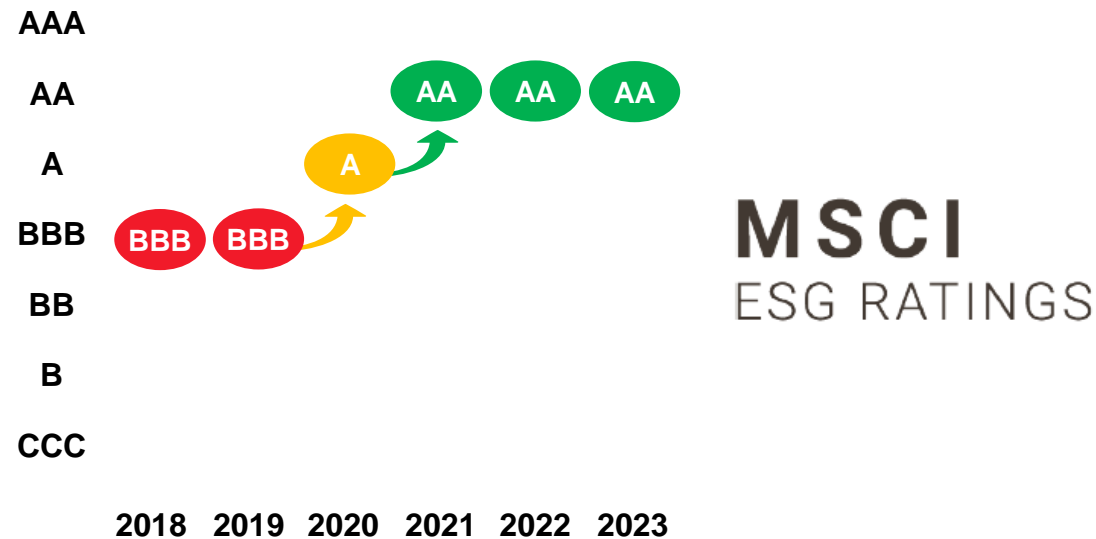 AAA
AA AA AA AA
A A
BBB BBB BBB
BB
B
CCC
2018 2019 2020 2021 2022 2023
MSCI
ESG RATINGS